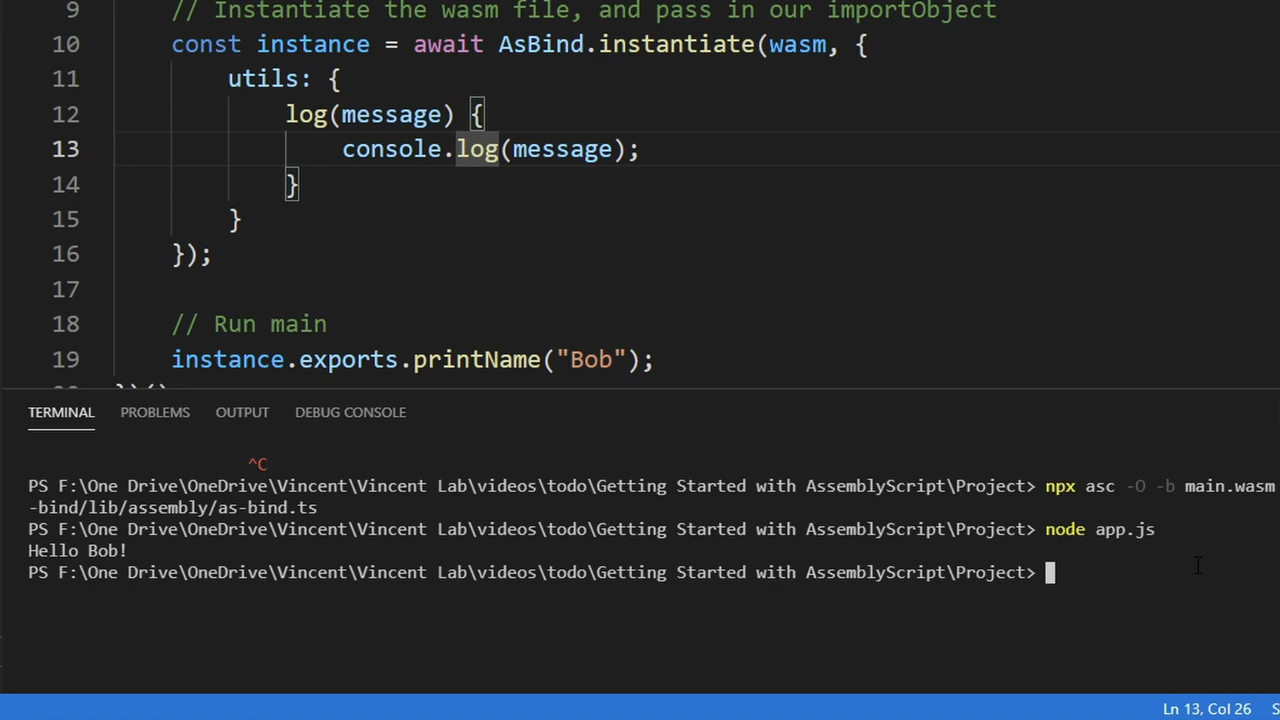 9 // Instantiate the wasm file, and pass in our importObject
10 const instance = await AsBind.instantiate(wasm, {
11 utils: {
12 log(message) {
13 console.log(message);
14 }
15 }
16 });
17
18 // Run main
19 instance.exports.printName("Bob");
TERMINAL PROBLEMS OUTPUT DEBUG CONSOLE
^C
PS F:\One Drive\OneDrive\Vincent\Vincent Lab\videos\todo\Getting Started with AssemblyScript\Project> npx asc -O -b main.wasm
-bind/lib/assembly/as-bind.ts
PS F:\One Drive\OneDrive\Vincent\Vincent Lab\videos\todo\Getting Started with AssemblyScript\Project> node app.js
Hello Bob!
PS F:\One Drive\OneDrive\Vincent\Vincent Lab\videos\todo\Getting Started with AssemblyScript\Project>
Ln 13, Col 26